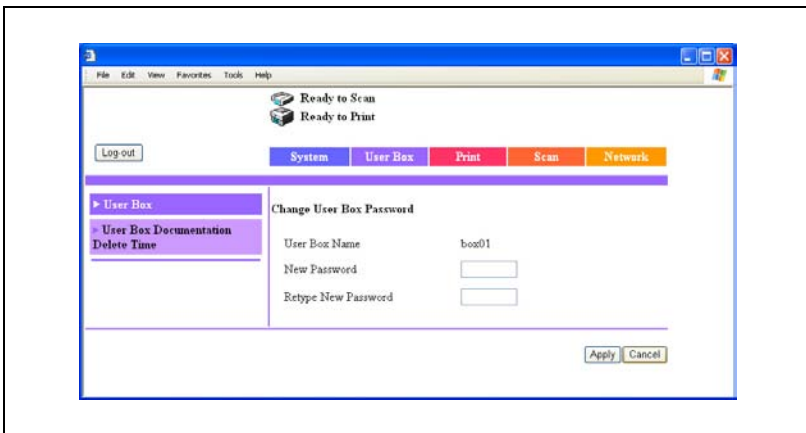 File Edit View Favorites Tools Help
Ready to Scan
Ready to Print
Log-out
System User Box Print Scan Network
User Box
User Box Documentation
Delete Time
Change User Box Password
User Box Name box01
New Password
Retype New Password
Apply Cancel